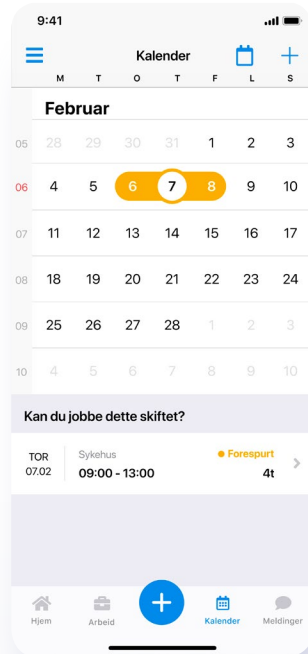 9:41
Kalender
M T O T F L S
Februar
05 28 29 30 31 1 2 3
06 4 5 6 7 8 9 10
07 11 12 13 14 15 16 17
08 18 19 20 21 22 23 24
09 25 26 27 28 1 2 3
10 4 5 6 7 8 9 10
Kan du jobbe dette skiftet?
TOR Sykehus Forespurt
07.02 09:00 - 13:00 4t
Hjem Arbeid Kalender Meldinger